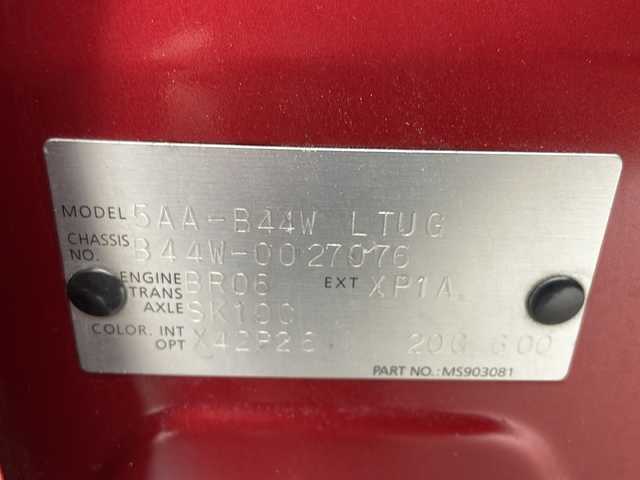 MODEL 5AA-B44W LTUG
CHASSIS NO. B44W-0027076
ENGINE BR06 EXT XP1A
TRANS AXLE SK10C
COLOR. INT OPT X42P26 20G 600
PART NO.: MS903081